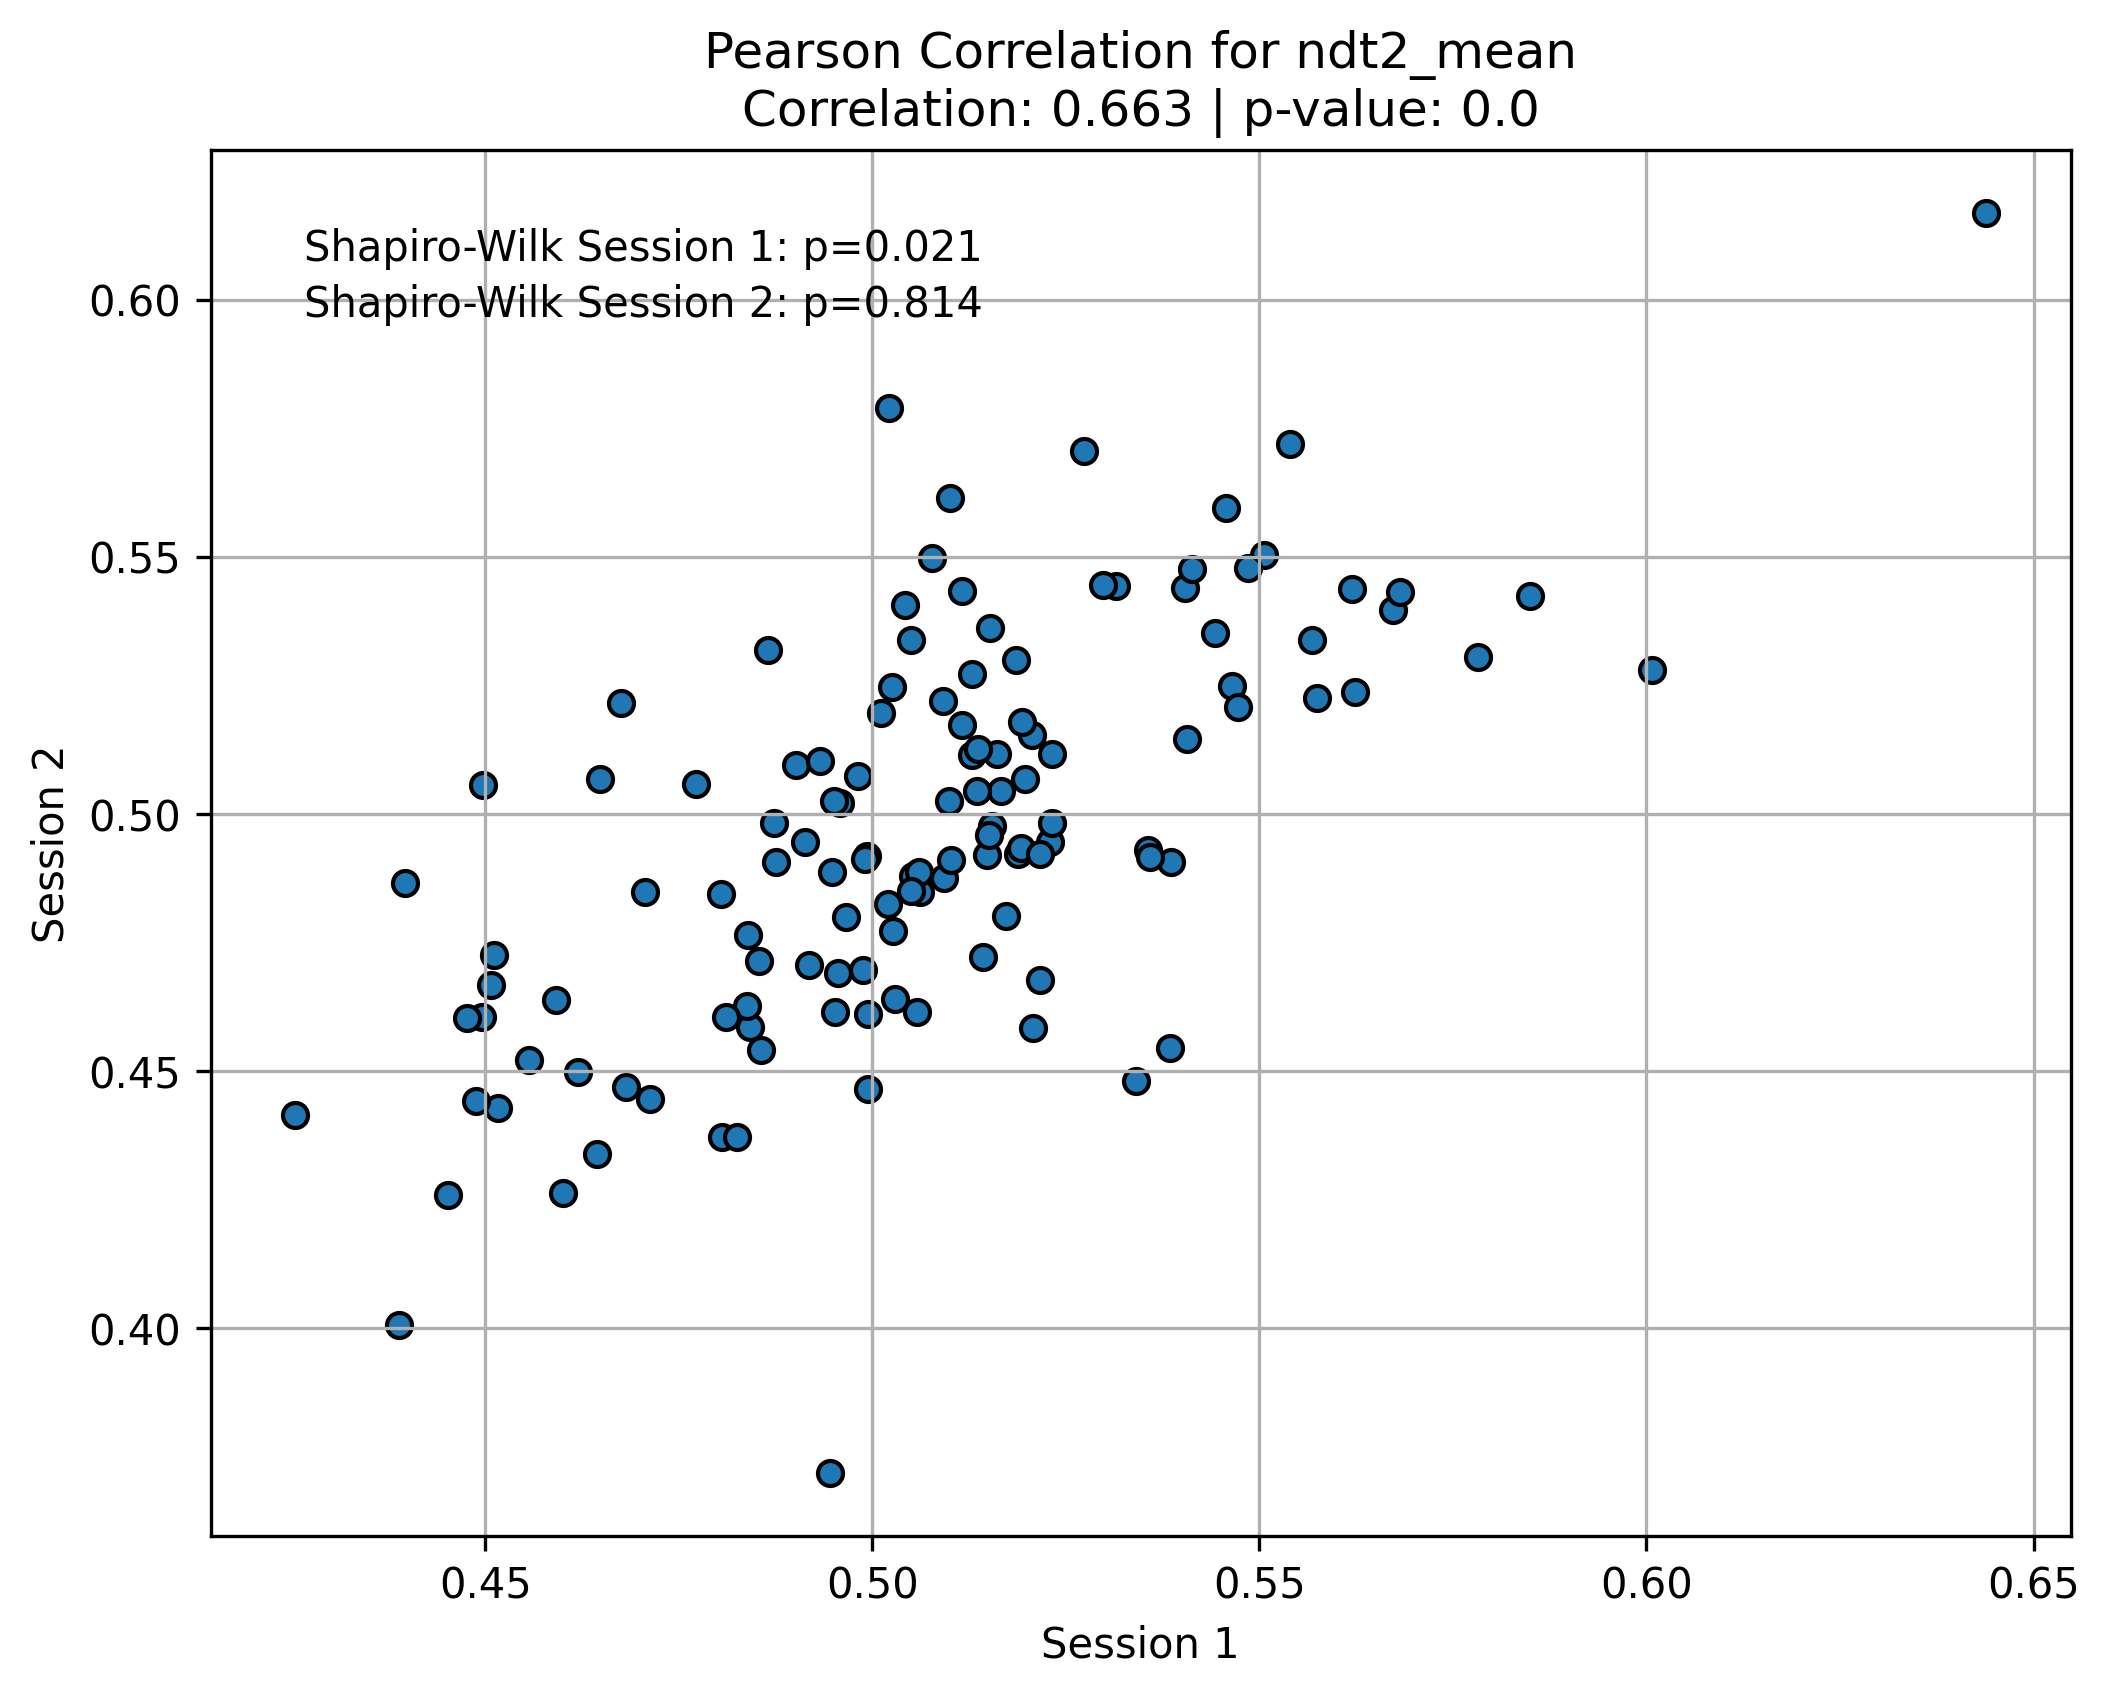 Pearson Correlation for ndt2_mean
Correlation: 0.663 | p-value: 0.0
Shapiro-Wilk Session 1: p=0.021
Shapiro-Wilk Session 2: p=0.814
0.60
0.55
0.50
0.45
0.40
Session 2
0.45 0.50 0.55 0.60 0.65
Session 1